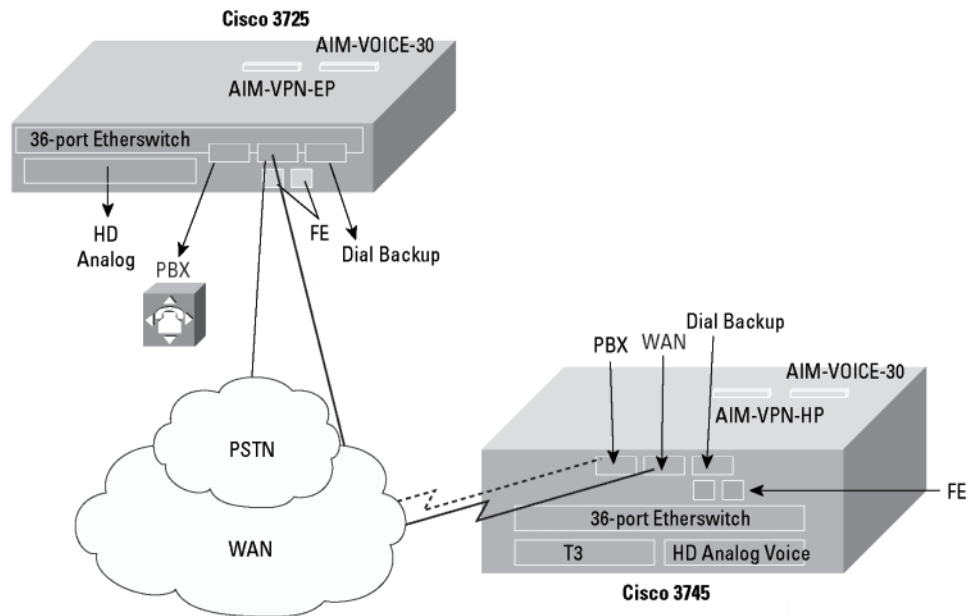 Cisco 3725
AIM-VOICE-30
AIM-VPN-EP
36-port Etherswitch
HD
Analog
FE
Dial Backup
PBX
Dial Backup
PBX
WAN
AIM-VOICE-30
AIM-VPN-HP
PSTN
FE
36-port Etherswitch
WAN
T3
HD Analog Voice
Cisco 3745